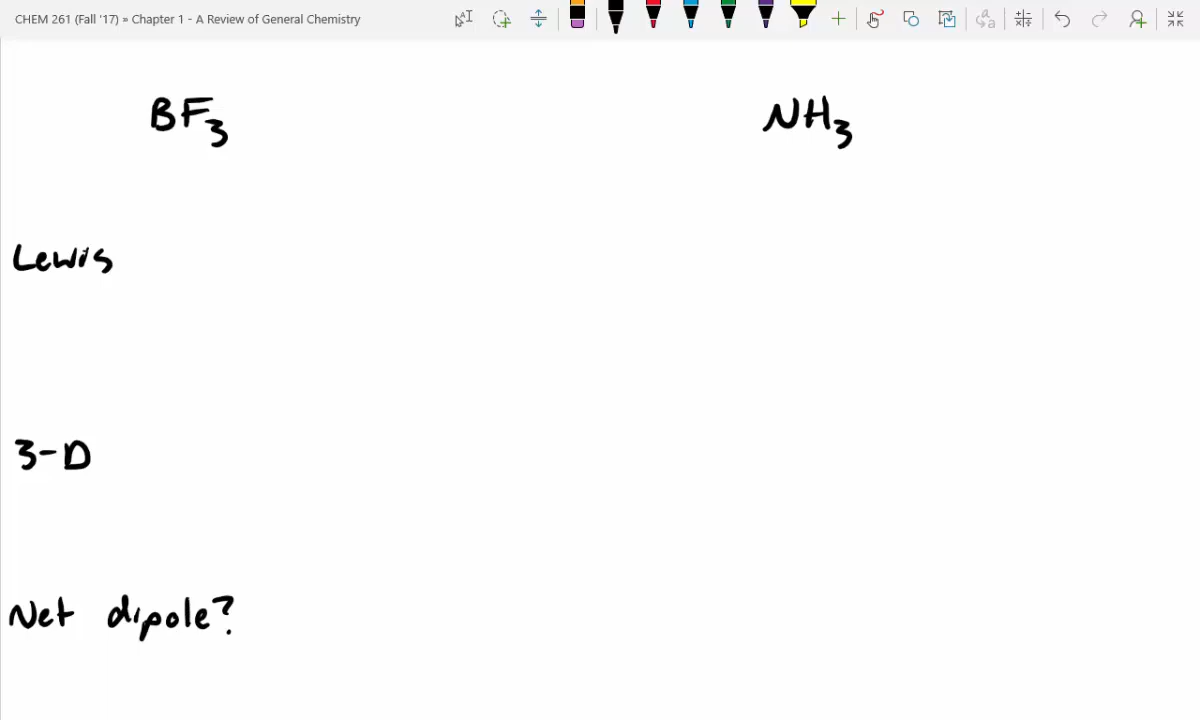 CHEM 261 (Fall '17) » Chapter 1 - A Review of General Chemistry
BF₃ NH₃
Lewis
3-D
Net dipole?